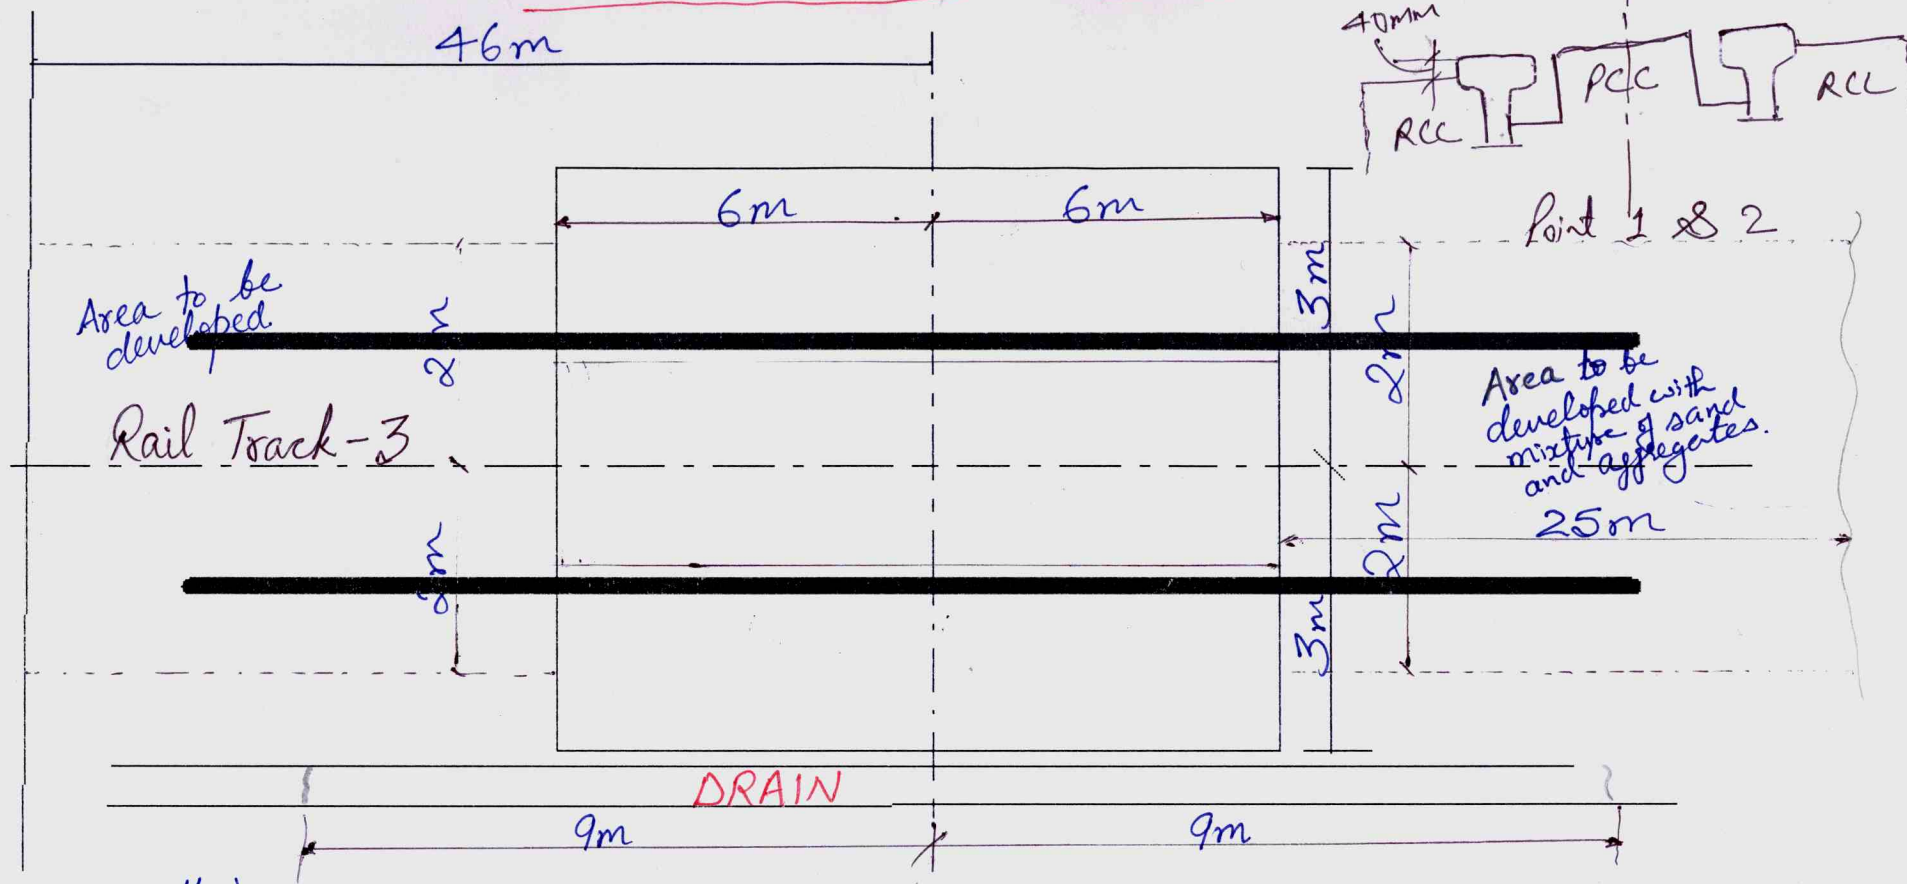 46m
40mm
RCC
PCC
RCC
6m
6m
Point 1 & 2
3m
Area to be
developed
2m
Area to be
developed with
mixture of sand
and aggregates.
Rail Track-3
25m
2m
2m
3m
DRAIN
9m
9m